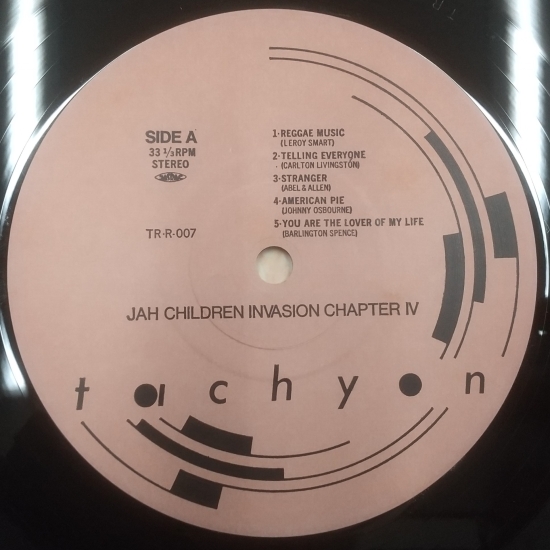 SIDE A
33 1/3 RPM
STEREO
TR-R-007
1·REGGAE MUSIC
(LEROY SMART)
2·TELLING EVERYONE
(CARLTON LIVINGSTON)
3·STRANGER
(ABEL & ALLEN)
4·AMERICAN PIE
(JOHNNY OSBOURNE)
5·YOU ARE THE LOVER OF MY LIFE
(BARLINGTON SPENCE)
JAH CHILDREN INVASION CHAPTER IV
tachyon